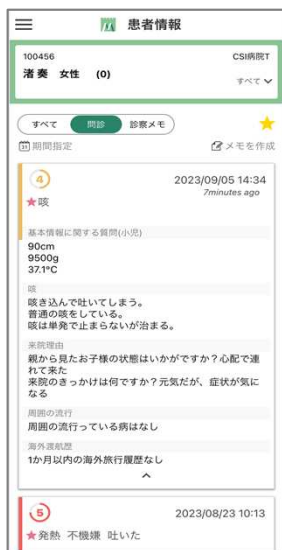 患者情報
100456
CSI病院T
渚 奏 女性 (0)
すべて
すべて
問診
診察メモ
期間指定
メモを作成
4
2023/09/05 14:34
7minutes ago
★咳
基本情報に関する質問(小児)
90cm
9500g
37.1°C
咳
咳き込んで吐いてしまう。
普通の咳をしている。
咳は単発で止まらないが治まる。
来院理由
親から見たお子様の状態はいかがですか?心配で連
れて来た
来院のきっかけは何ですか?元気だが、症状が気に
なる
周囲の流行
周囲の流行っている病はなし
海外渡航歴
1か月以内の海外旅行履歴なし
5
2023/08/23 10:13
★発熱 不機嫌 吐いた